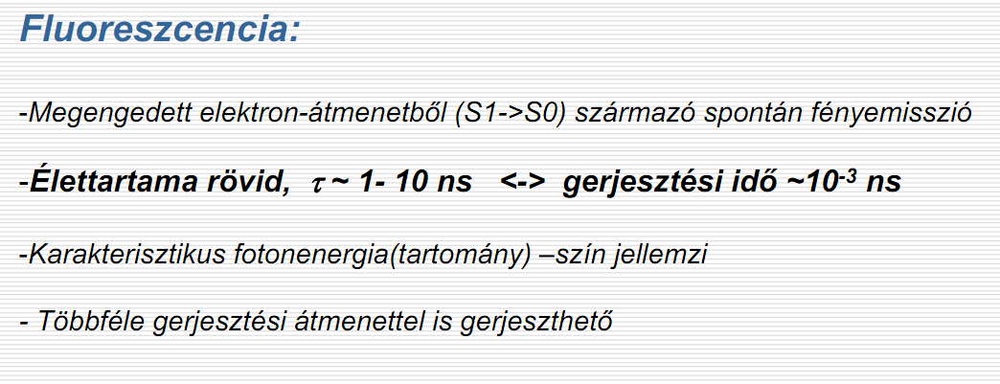 Fluoreszcencia:
-Megengedett elektron-átmenetből (S1->S0) származó spontán fényemisszió
-Élettartama rövid, τ ~ 1- 10 ns <-> gerjesztési idő ~10⁻³ ns
-Karakterisztikus fotonenergia(tartomány) –szín jellemzi
- Többféle gerjesztési átmenettel is gerjeszthető